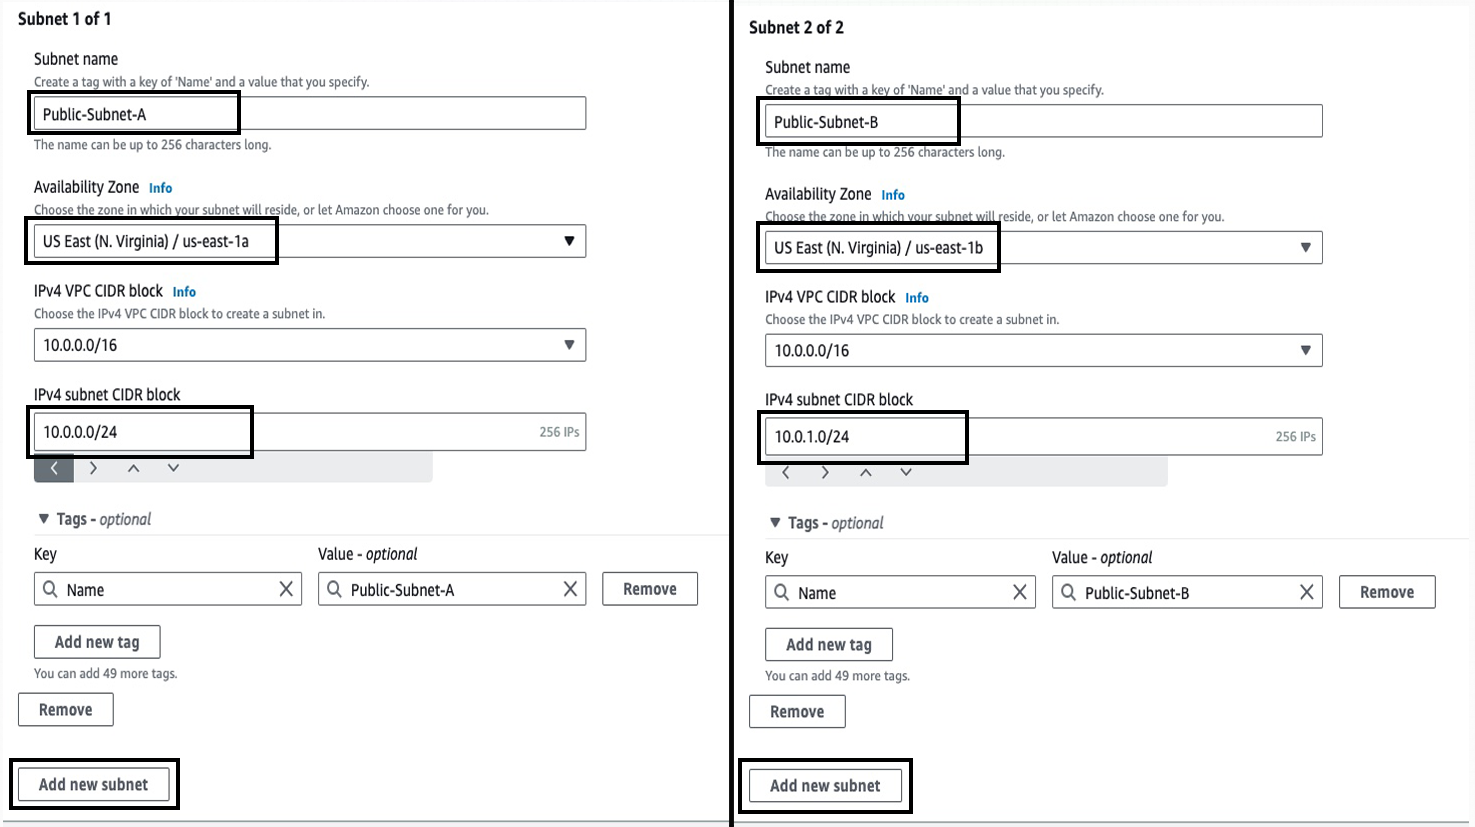 Subnet 1 of 1
Subnet name
Create a tag with a key of 'Name' and a value that you specify.
Public-Subnet-A
The name can be up to 256 characters long.
Availability Zone Info
Choose the zone in which your subnet will reside, or let Amazon choose one for you.
US East (N. Virginia) / us-east-1a
IPv4 VPC CIDR block Info
Choose the IPv4 VPC CIDR block to create a subnet in.
10.0.0.0/16
IPv4 subnet CIDR block
10.0.0.0/24 256 IPs
Tags - optional
Key Value - optional
Name Public-Subnet-A Remove
Add new tag
You can add 49 more tags.
Remove
Add new subnet
Subnet 2 of 2
Subnet name
Create a tag with a key of 'Name' and a value that you specify.
Public-Subnet-B
The name can be up to 256 characters long.
Availability Zone Info
Choose the zone in which your subnet will reside, or let Amazon choose one for you.
US East (N. Virginia) / us-east-1b
IPv4 VPC CIDR block Info
Choose the IPv4 VPC CIDR block to create a subnet in.
10.0.0.0/16
IPv4 subnet CIDR block
10.0.1.0/24 256 IPs
Tags - optional
Key Value - optional
Name Public-Subnet-B Remove
Add new tag
You can add 49 more tags.
Remove
Add new subnet